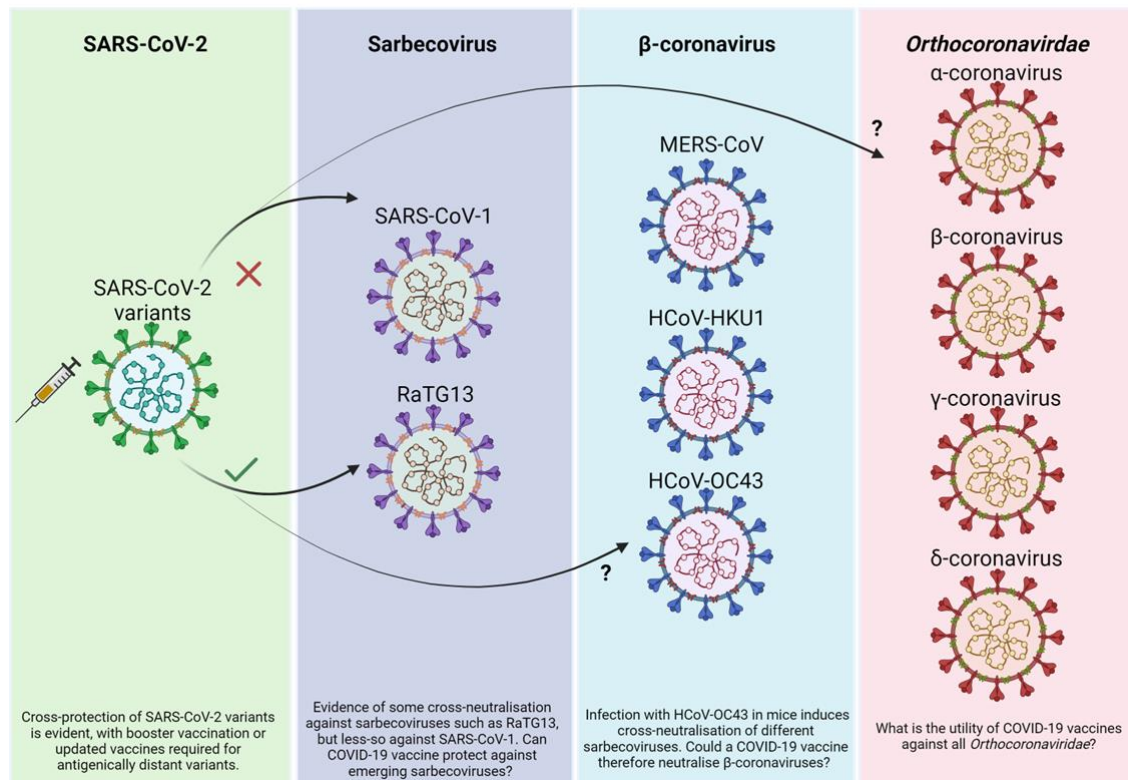 SARS-CoV-2
Sarbecovirus
β-coronavirus
Orthocoronavirdae
α-coronavirus
?
MERS-CoV
SARS-CoV-1
β-coronavirus
SARS-CoV-2
variants
HCoV-HKU1
RaTG13
γ-coronavirus
HCoV-OC43
?
δ-coronavirus
Cross-protection of SARS-CoV-2 variants
is evident, with booster vaccination or
updated vaccines required for
antigenically distant variants.
Evidence of some cross-neutralisation
against sarbecoviruses such as RaTG13,
but less-so against SARS-CoV-1. Can
COVID-19 vaccine protect against
emerging sarbecoviruses?
Infection with HCoV-OC43 in mice induces
cross-neutralisation of different
sarbecoviruses. Could a COVID-19 vaccine
therefore neutralise β-coronaviruses?
What is the utility of COVID-19 vaccines
against all Orthocoronaviridae?